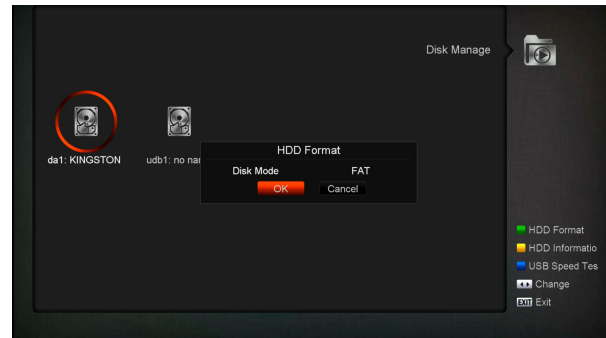 Disk Manage
da1: KINGSTON
udb1: no nar
HDD Format
Disk Mode FAT
OK Cancel
HDD Format
HDD Informatio
USB Speed Tes
Change
EXIT Exit